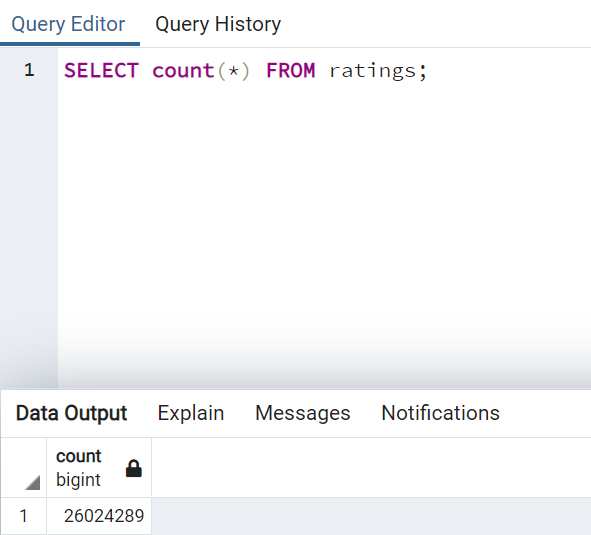 Query Editor Query History
1 SELECT count(*) FROM ratings;
Data Output Explain Messages Notifications
count
bigint
1 26024289